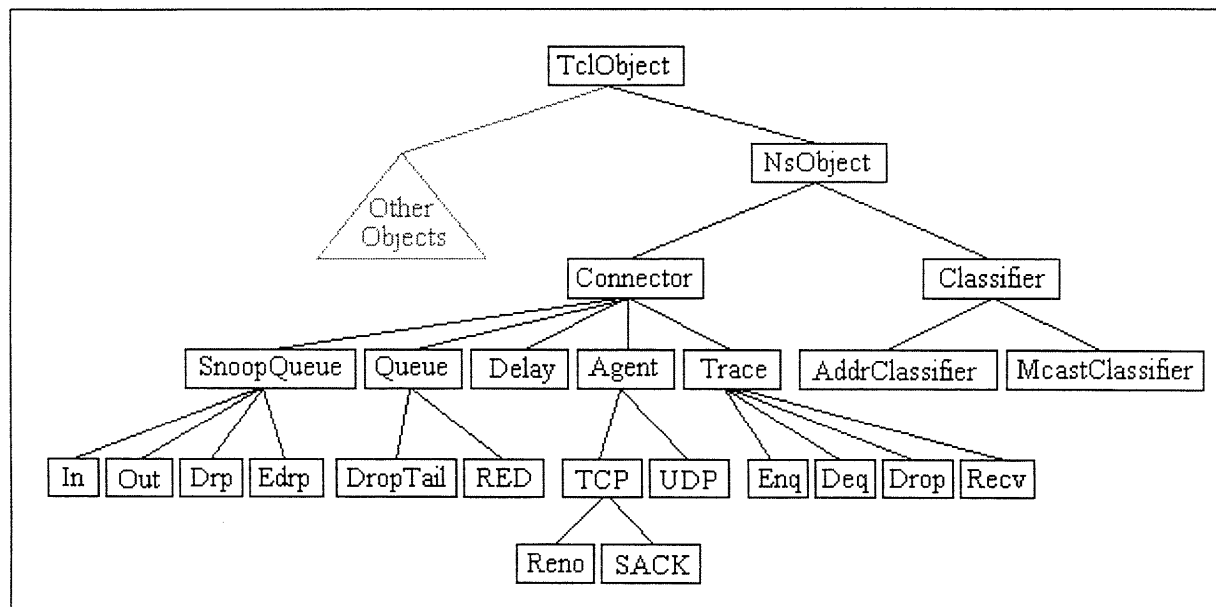 TclObject
NsObject
Other
Objects
Connector
Classifier
SnoopQueue
Queue
Delay
Agent
Trace
AddrClassifier
McastClassifier
In
Out
Drp
Edrp
DropTail
RED
TCP
UDP
Enq
Deq
Drop
Recv
Reno
SACK